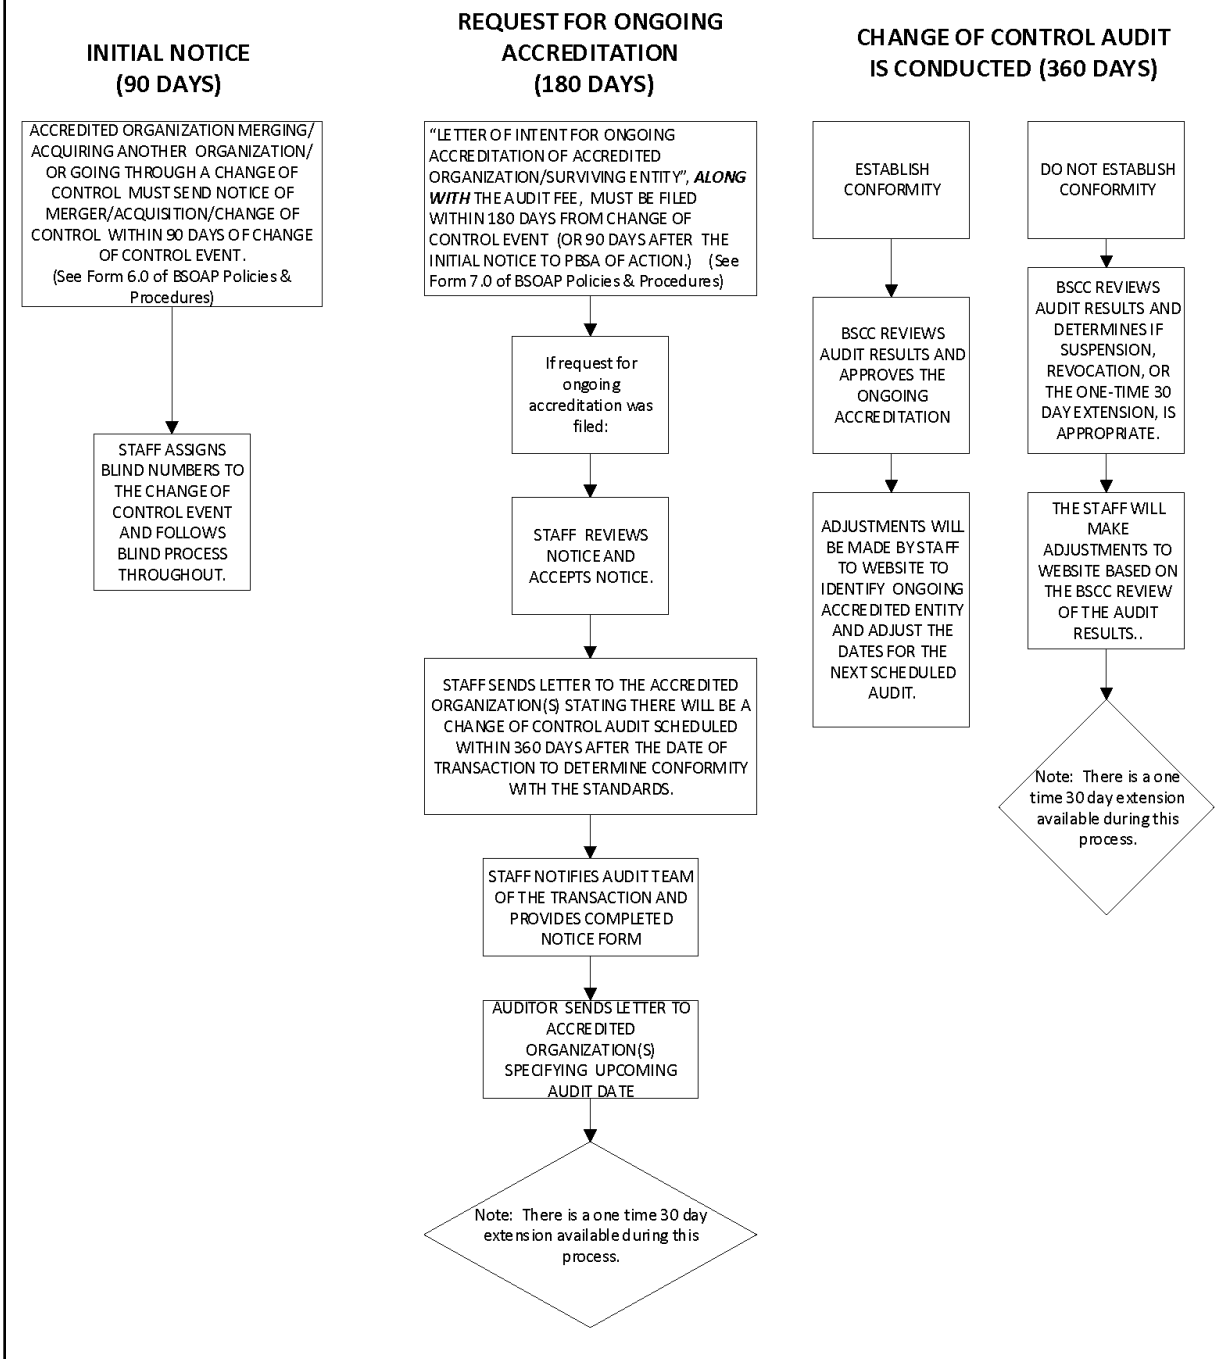 INITIAL NOTICE
(90 DAYS)
ACCREDITED ORGANIZATION MERGING/
ACQUIRING ANOTHER ORGANIZATION/
OR GOING THROUGH A CHANGE OF
CONTROL MUST SEND NOTICE OF
MERGER/ACQUISITION/CHANGE OF
CONTROL WITHIN 90 DAYS OF CHANGE
OF CONTROL EVENT.
(See Form 6.0 of BSOAP Policies &
Procedures)
STAFF ASSIGNS
BLIND NUMBERS TO
THE CHANGE OF
CONTROL EVENT
AND FOLLOWS
BLIND PROCESS
THROUGHOUT.
REQUEST FOR ONGOING
ACCREDITATION
(180 DAYS)
“LETTER OF INTENT FOR ONGOING
ACCREDITATION OF ACCREDITED
ORGANIZATION/SURVIVING ENTITY”, ALONG
WITH THE AUDIT FEE, MUST BE FILED
WITHIN 180 DAYS FROM CHANGE OF
CONTROL EVENT (OR 90 DAYS AFTER THE
INITIAL NOTICE TO PBSA OF ACTION.) (See
Form 7.0 of BSOAP Policies & Procedures)
If request for
ongoing
accreditation was
filed:
STAFF REVIEWS
NOTICE AND
ACCEPTS NOTICE.
STAFF SENDS LETTER TO THE ACCREDITED
ORGANIZATION(S) STATING THERE WILL BE A
CHANGE OF CONTROL AUDIT SCHEDULED
WITHIN 360 DAYS AFTER THE DATE OF
TRANSACTION TO DETERMINE CONFORMITY
WITH THE STANDARDS.
STAFF NOTIFIES AUDIT TEAM
OF THE TRANSACTION AND
PROVIDES COMPLETED
NOTICE FORM
AUDITOR SENDS LETTER TO
ACCREDITED
ORGANIZATION(S)
SPECIFYING UPCOMING
AUDIT DATE
Note: There is a one time 30 day
extension available during this
process.
CHANGE OF CONTROL AUDIT
IS CONDUCTED (360 DAYS)
ESTABLISH
CONFORMITY
BSCC REVIEWS
AUDIT RESULTS AND
APPROVES THE
ONGOING
ACCREDITATION
ADJUSTMENTS WILL
BE MADE BY STAFF
TO WEBSITE TO
IDENTIFY ONGOING
ACCREDITED ENTITY
AND ADJUST THE
DATES FOR THE
NEXT SCHEDULED
AUDIT.
DO NOT ESTABLISH
CONFORMITY
BSCC REVIEWS
AUDIT RESULTS AND
DETERMINES IF
SUSPENSION,
REVOCATION, OR
THE ONE-TIME 30
DAY EXTENSION, IS
APPROPRIATE.
THE STAFF WILL
MAKE
ADJUSTMENTS TO
WEBSITE BASED ON
THE BSCC REVIEW
OF THE AUDIT
RESULTS..
Note: There is a one
time 30 day extension
available during this
process.